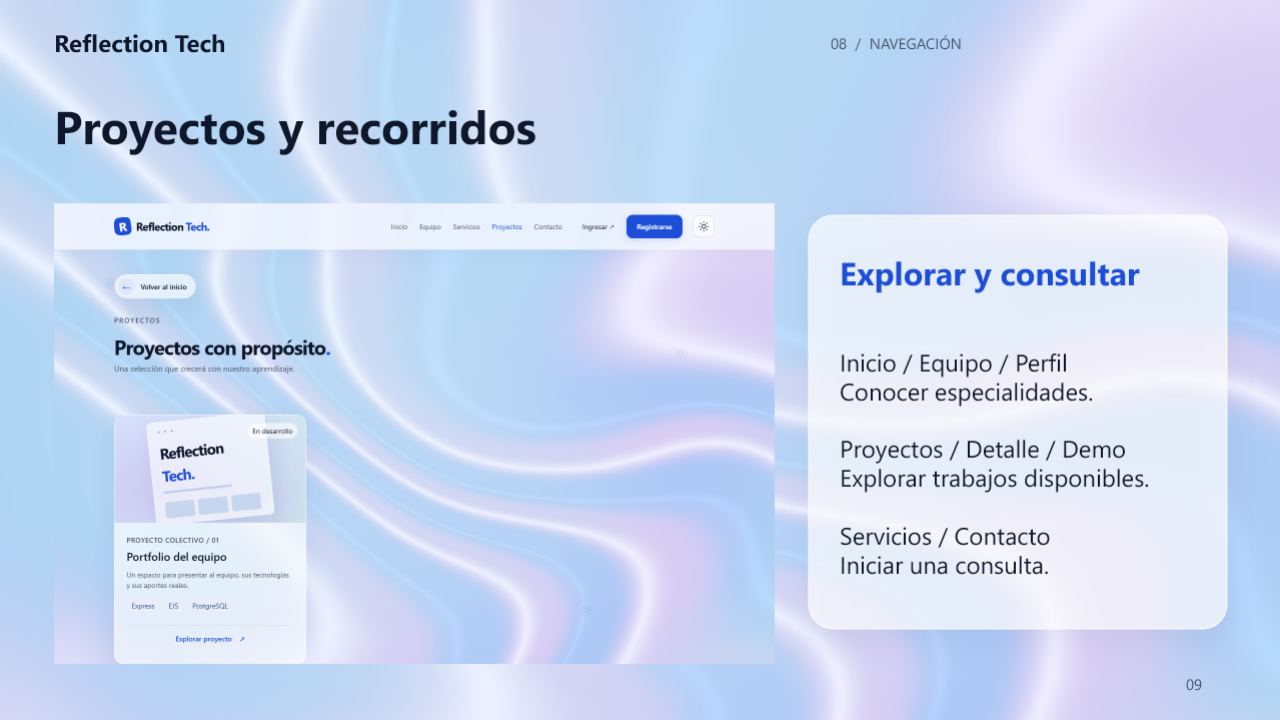 Reflection Tech
08 / NAVEGACIÓN
Proyectos y recorridos
R Reflection Tech.
Inicio Equipo Servicios Proyectos Contacto Ingresar ↗ Registrarse
← Volver al inicio
PROYECTOS
Proyectos con propósito.
Una selección que crecerá con nuestro aprendizaje.
En desarrollo
Reflection
Tech.
PROYECTO COLECTIVO / 01
Portfolio del equipo
Un espacio para presentar al equipo, sus tecnologías
y sus aportes reales.
Express EJS PostgreSQL
Explorar proyecto ↗
Explorar y consultar
Inicio / Equipo / Perfil
Conocer especialidades.
Proyectos / Detalle / Demo
Explorar trabajos disponibles.
Servicios / Contacto
Iniciar una consulta.
09